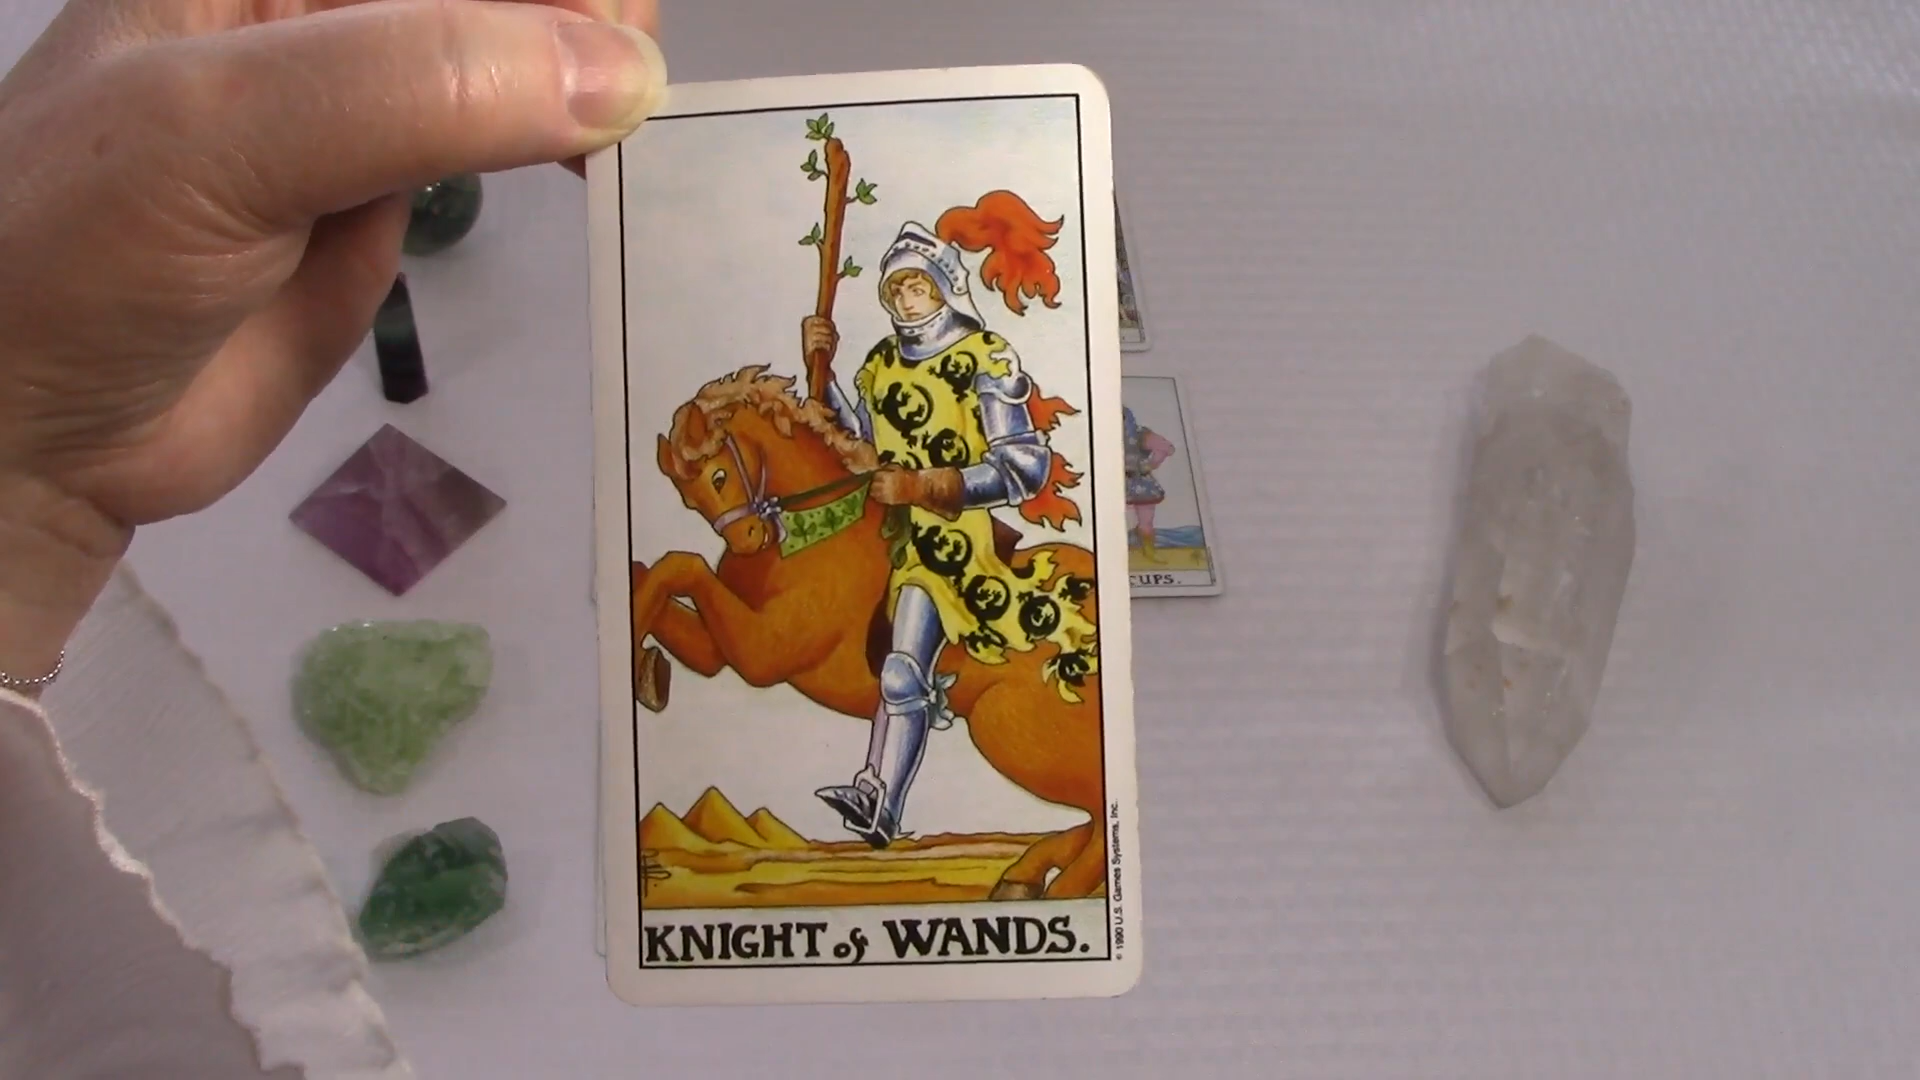 CUPS.
© 1990 U.S. Games Systems, Inc.
KNIGHT of WANDS.